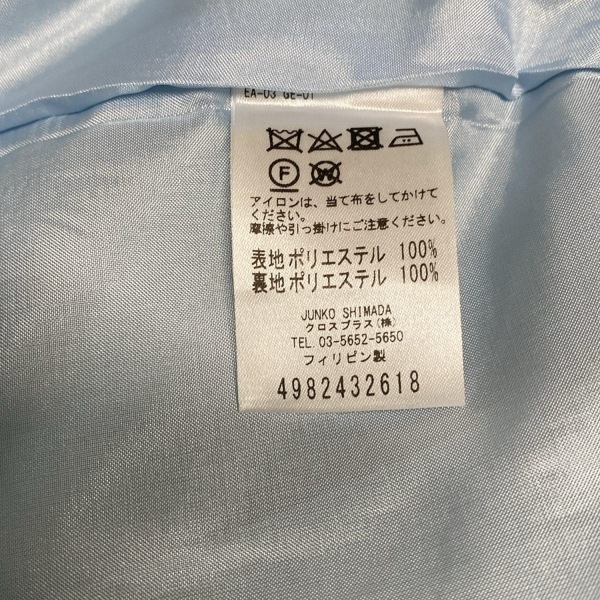 EA-03 GE-01
F
W
アイロンは、当て布をしてかけて
ください。
摩擦や引っ掛けにご注意ください。
表地ポリエステル 100%
裏地ポリエステル 100%
JUNKO SHIMADA
クロスプラス(株)
TEL.03-5652-5650
フィリピン製
4982432618